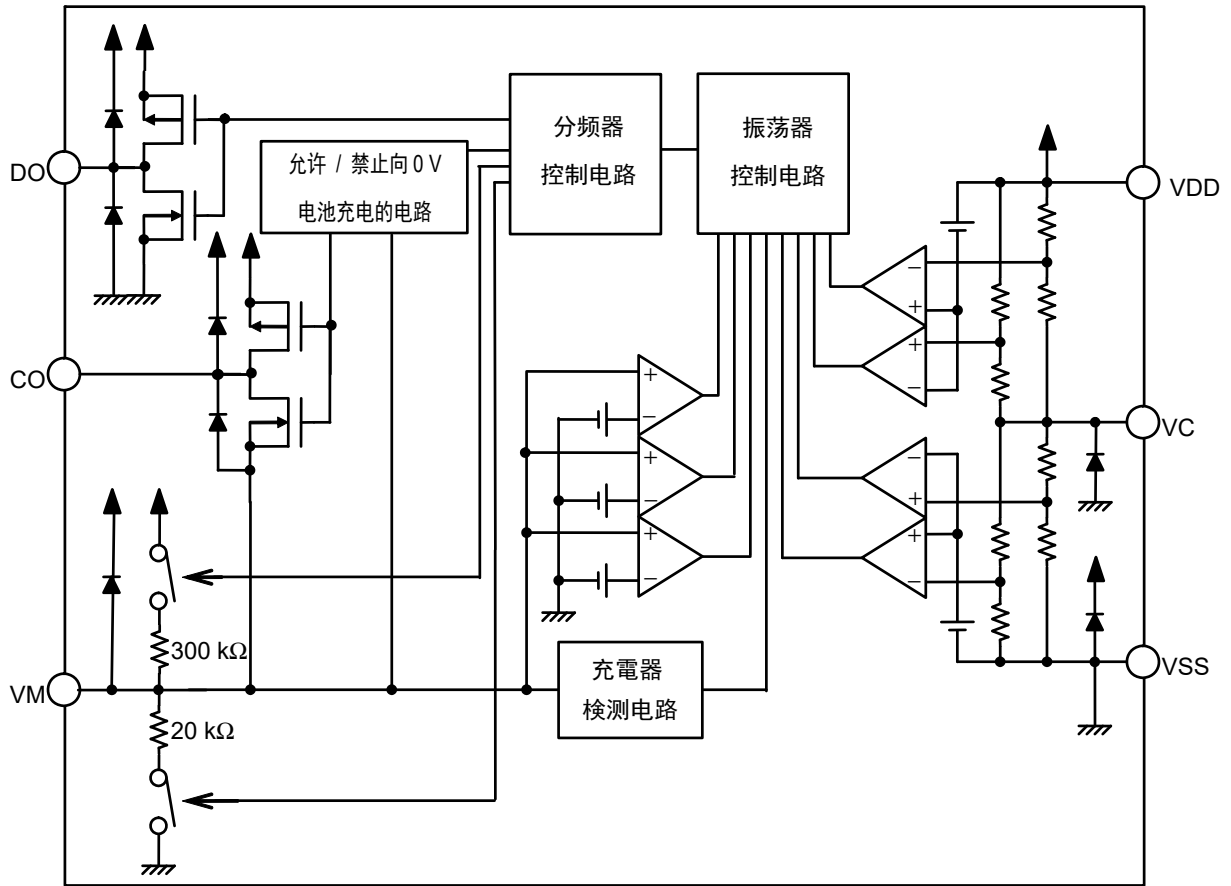 DO
CO
VM
允许 / 禁止向 0 V
电池充电的电路
分频器
控制电路
振荡器
控制电路
VDD
VC
VSS
−
+
+
−
−
+
+
−
+
−
+
−
+
−
300 kΩ
20 kΩ
充電器
検测电路